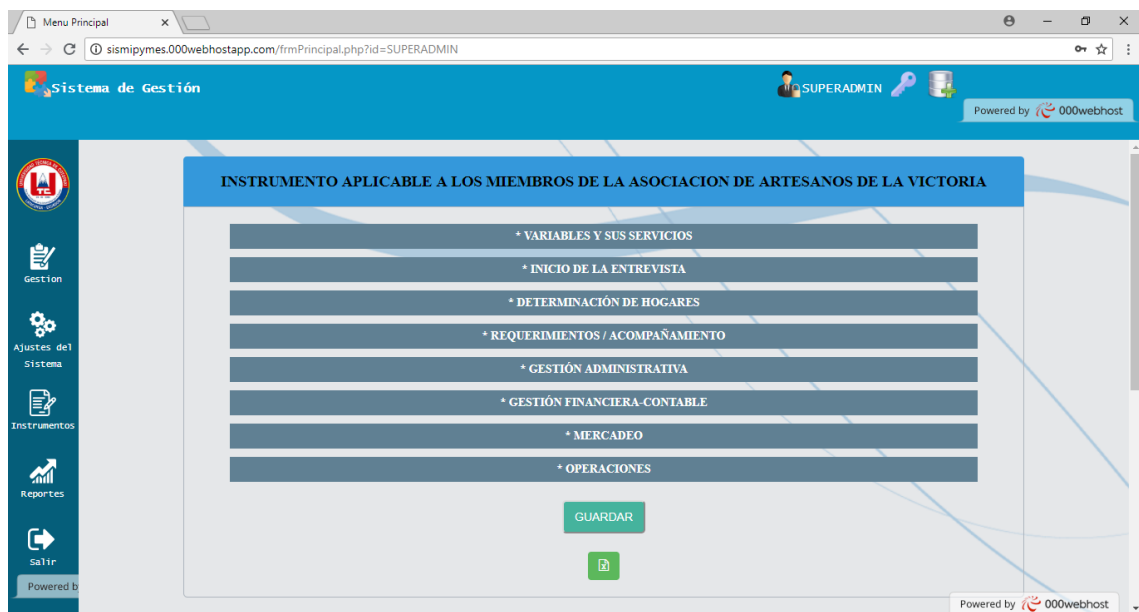 Menu Principal
sismipymes.000webhostapp.com/frmPrincipal.php?id=SUPERADMIN
Sistema de Gestión
SUPERADMIN
Powered by 000webhost
INSTRUMENTO APLICABLE A LOS MIEMBROS DE LA ASOCIACION DE ARTESANOS DE LA VICTORIA
* VARIABLES Y SUS SERVICIOS
* INICIO DE LA ENTREVISTA
* DETERMINACIÓN DE HOGARES
* REQUERIMIENTOS / ACOMPAÑAMIENTO
* GESTIÓN ADMINISTRATIVA
* GESTIÓN FINANCIERA-CONTABLE
* MERCADEO
* OPERACIONES
GUARDAR
Gestion
Ajustes del
Sistema
Instrumentos
Reportes
Salir
Powered b
Powered by 000webhost